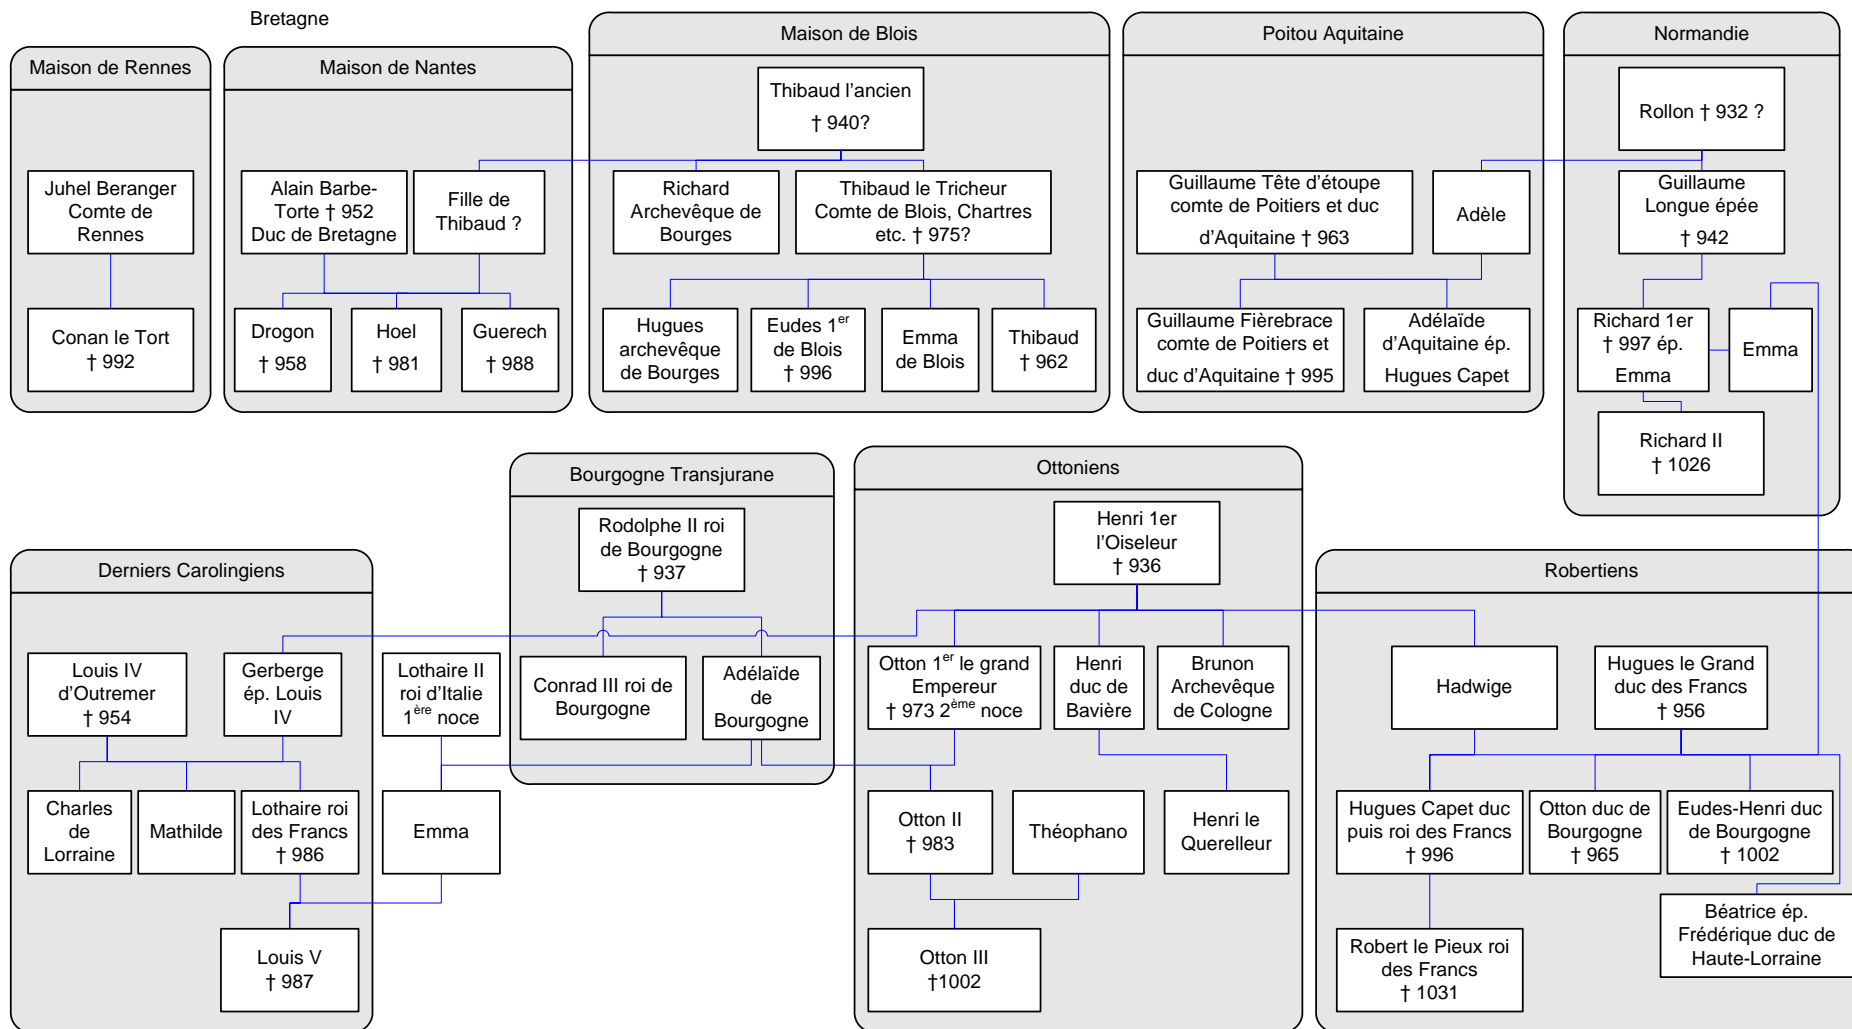 Bretagne
Maison de Rennes
Juhel Beranger
Comte de
Rennes
Conan le Tort
† 992
Maison de Nantes
Alain Barbe-
Torte † 952
Duc de Bretagne
Fille de
Thibaud ?
Drogon
† 958
Hoel
† 981
Guerech
† 988
Maison de Blois
Thibaud l’ancien
† 940?
Richard
Archevêque de
Bourges
Thibaud le Tricheur
Comte de Blois, Chartres
etc. † 975?
Hugues
archevêque
de Bourges
Eudes 1er
de Blois
† 996
Emma
de Blois
Thibaud
† 962
Poitou Aquitaine
Guillaume Tête d’étoupe
comte de Poitiers et duc
d’Aquitaine † 963
Adèle
Guillaume Fièrebrace
comte de Poitiers et
duc d’Aquitaine † 995
Adélaïde
d’Aquitaine ép.
Hugues Capet
Normandie
Rollon † 932 ?
Guillaume
Longue épée
† 942
Richard 1er
† 997 ép.
Emma
Emma
Richard II
† 1026
Derniers Carolingiens
Louis IV
d’Outremer
† 954
Gerberge
ép. Louis
IV
Charles
de
Lorraine
Mathilde
Lothaire roi
des Francs
† 986
Louis V
† 987
Lothaire II
roi d’Italie
1ère noce
Emma
Bourgogne Transjurane
Rodolphe II roi
de Bourgogne
† 937
Conrad III roi de
Bourgogne
Adélaïde
de
Bourgogne
Ottoniens
Henri 1er
l’Oiseleur
† 936
Otton 1er le grand
Empereur
† 973 2ème noce
Henri
duc de
Bavière
Brunon
Archevêque
de Cologne
Otton II
† 983
Théophano
Henri le
Querelleur
Otton III
†1002
Robertiens
Hadwige
Hugues le Grand
duc des Francs
† 956
Hugues Capet duc
puis roi des Francs
† 996
Otton duc de
Bourgogne
† 965
Eudes-Henri duc
de Bourgogne
† 1002
Robert le Pieux roi
des Francs
† 1031
Béatrice ép.
Frédérique duc de
Haute-Lorraine